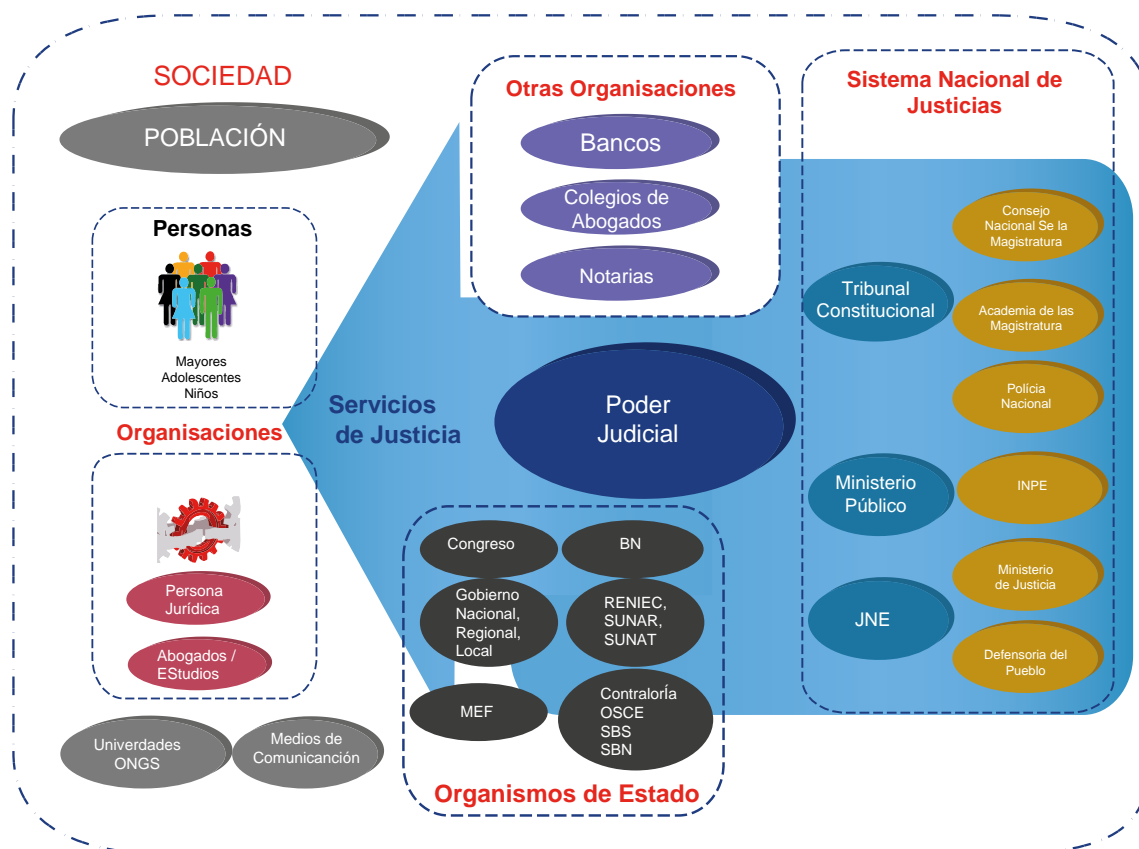 SOCIEDAD
POBLACIÓN
Personas
Mayores
Adolescentes
Niños
Organisaciones
Persona
Jurídica
Abogados /
EStudios
Univerdades
ONGS
Medios de
Comunicanción
Servicios
de Justicia
Otras Organisaciones
Bancos
Colegios de
Abogados
Notarias
Poder
Judicial
Congreso
BN
Gobierno
Nacional,
Regional,
Local
RENIEC,
SUNAR,
SUNAT
MEF
Contraloría
OSCE
SBS
SBN
Organismos de Estado
Sistema Nacional de
Justicias
Tribunal
Constitucional
Ministerio
Público
JNE
Consejo
Nacional Se la
Magistratura
Academia de las
Magistratura
Polícia
Nacional
INPE
Ministerio
de Justicia
Defensoria del
Pueblo